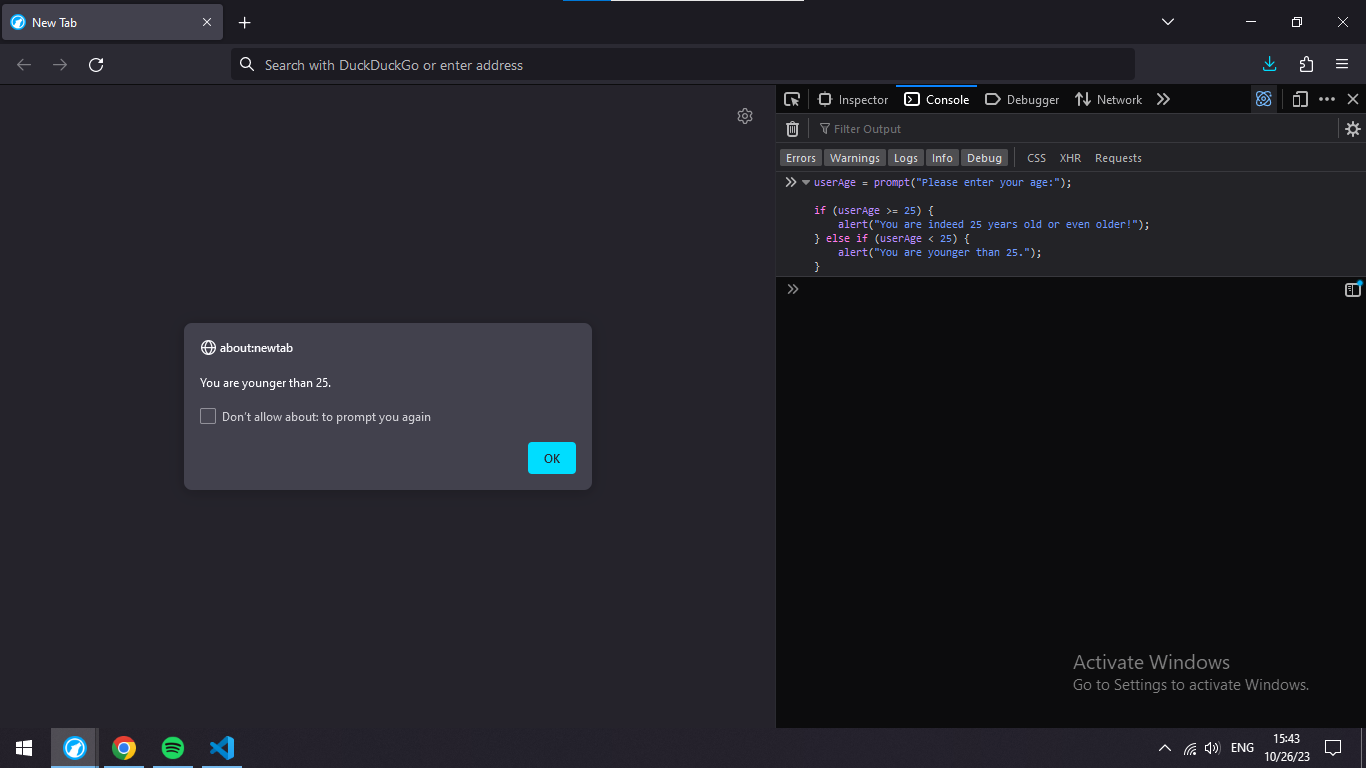 New Tab
Search with DuckDuckGo or enter address
Inspector
Console
Debugger
Network
Filter Output
Errors Warnings Logs Info Debug CSS XHR Requests
userAge = prompt("Please enter your age:");
if (userAge >= 25) {
alert("You are indeed 25 years old or even older!");
} else if (userAge < 25) {
alert("You are younger than 25.");
}
about:newtab
You are younger than 25.
Don't allow about: to prompt you again
OK
Activate Windows
Go to Settings to activate Windows.
ENG
15:43
10/26/23